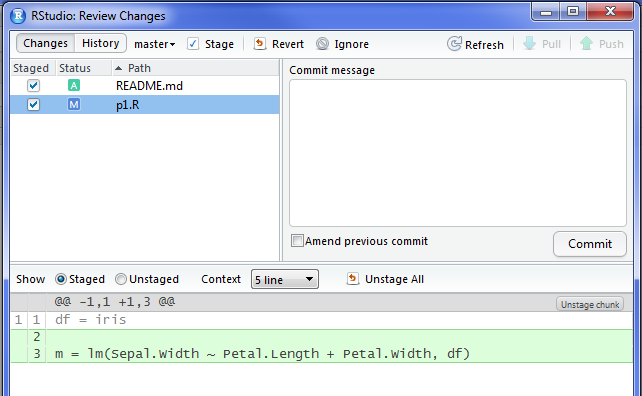 RStudio: Review Changes
Changes History master Stage Revert Ignore Refresh Pull Push
Staged Status Path
A README.md
M p1.R
Commit message
Amend previous commit
Commit
Show Staged Unstaged Context 5 line Unstage All
@@ -1,1 +1,3 @@ Unstage chunk
1 1 df = iris
2
3 m = lm(Sepal.Width ~ Petal.Length + Petal.Width, df)